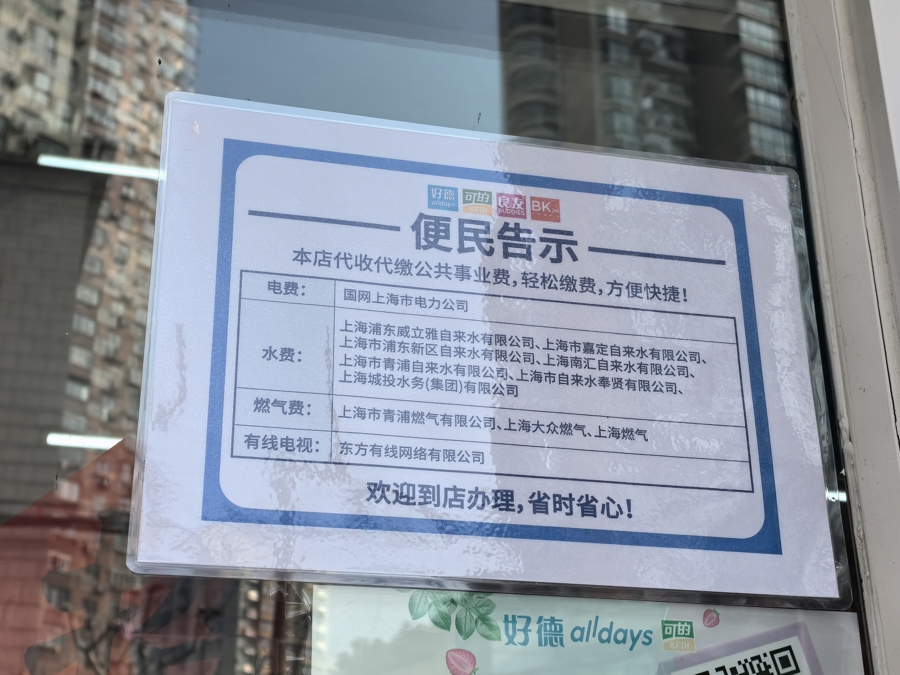 好德 可的 良友 BK24
alldays KEDI BUDDIES
便民告示
本店代收代缴公共事业费，轻松缴费，方便快捷！
电费： 国网上海市电力公司
水费：
上海浦东威立雅自来水有限公司、上海市嘉定自来水有限公司、
上海市浦东新区自来水有限公司、上海南汇自来水有限公司、
上海市青浦自来水有限公司、上海市自来水奉贤有限公司、
上海城投水务(集团)有限公司
燃气费： 上海市青浦燃气有限公司、上海大众燃气、上海燃气
有线电视： 东方有线网络有限公司
欢迎到店办理，省时省心！
好德 alldays 可的
KEDI